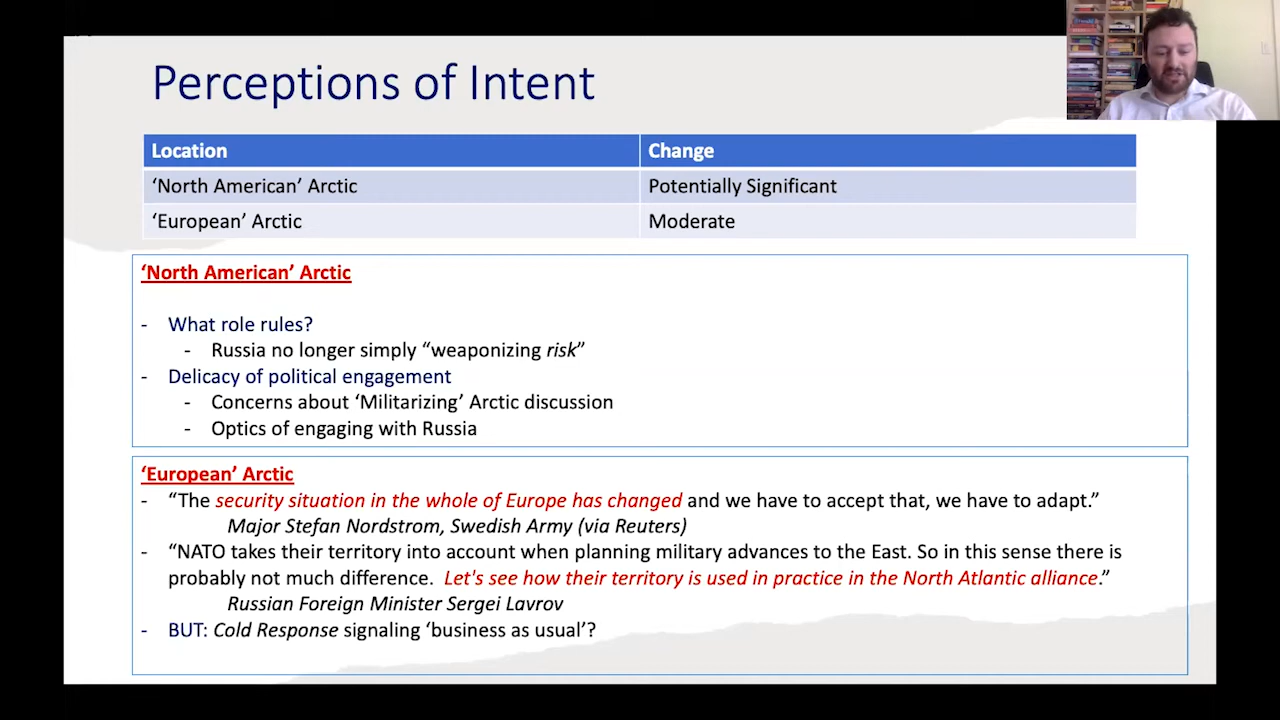 Perceptions of Intent
Location Change
‘North American’ Arctic Potentially Significant
‘European’ Arctic Moderate
‘North American’ Arctic
- What role rules?
- Russia no longer simply “weaponizing risk”
- Delicacy of political engagement
- Concerns about ‘Militarizing’ Arctic discussion
- Optics of engaging with Russia
‘European’ Arctic
- “The security situation in the whole of Europe has changed and we have to accept that, we have to adapt.”
Major Stefan Nordstrom, Swedish Army (via Reuters)
- “NATO takes their territory into account when planning military advances to the East. So in this sense there is
probably not much difference. Let's see how their territory is used in practice in the North Atlantic alliance.”
Russian Foreign Minister Sergei Lavrov
- BUT: Cold Response signaling ‘business as usual’?